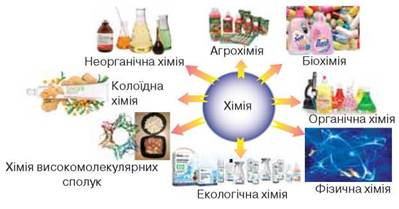 Неорганічна хімія
Агрохімія
Біохімія
Колоїдна
хімія
Хімія
Органічна хімія
Хімія високомолекулярних
сполук
Екологічна хімія
Фізична хімія